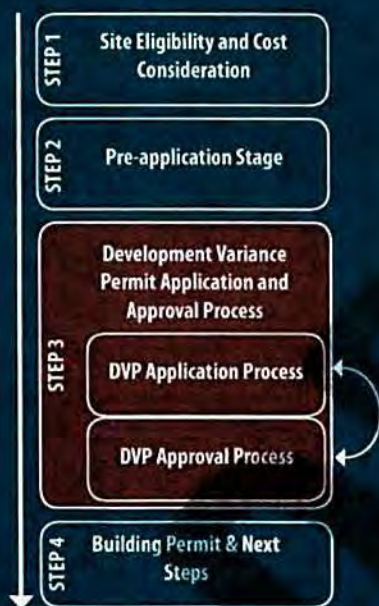 STEP 1
Site Eligibility and Cost
Consideration
STEP 2
Pre-application Stage
STEP 3
Development Variance
Permit Application and
Approval Process
DVP Application Process
DVP Approval Process
STEP 4
Building Permit & Next
Steps